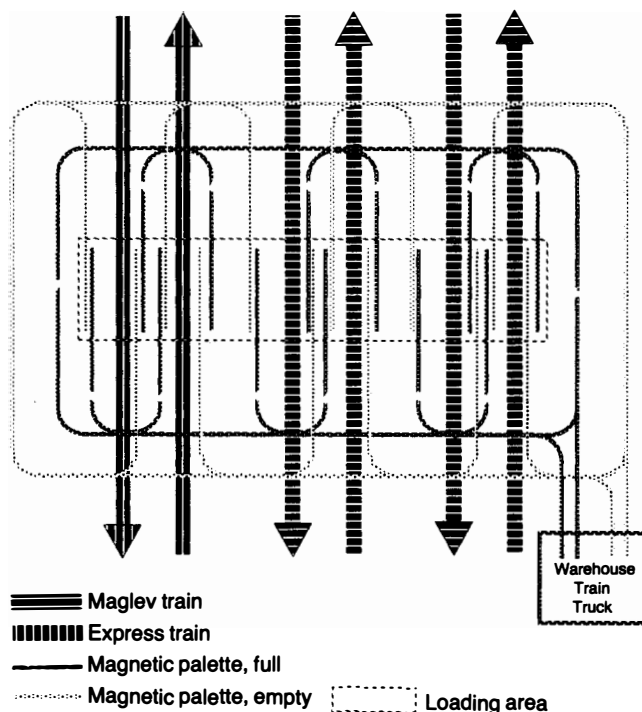 Warehouse
Train
Truck
Maglev train
Express train
Magnetic palette, full
Magnetic palette, empty
Loading area